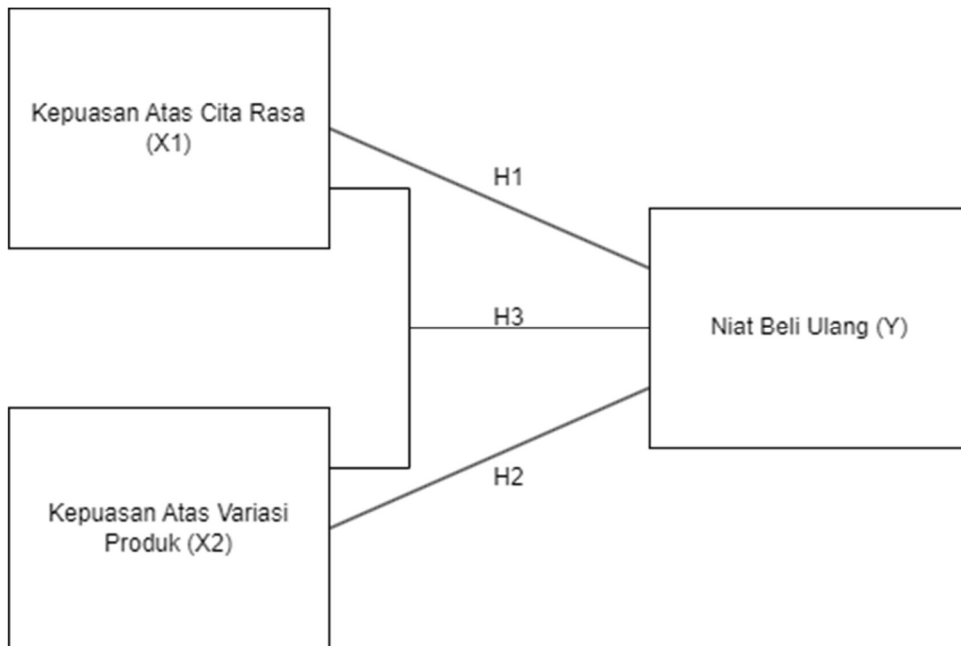 Kepuasan Atas Cita Rasa
(X1)
H1
H3
Niat Beli Ulang (Y)
H2
Kepuasan Atas Variasi
Produk (X2)